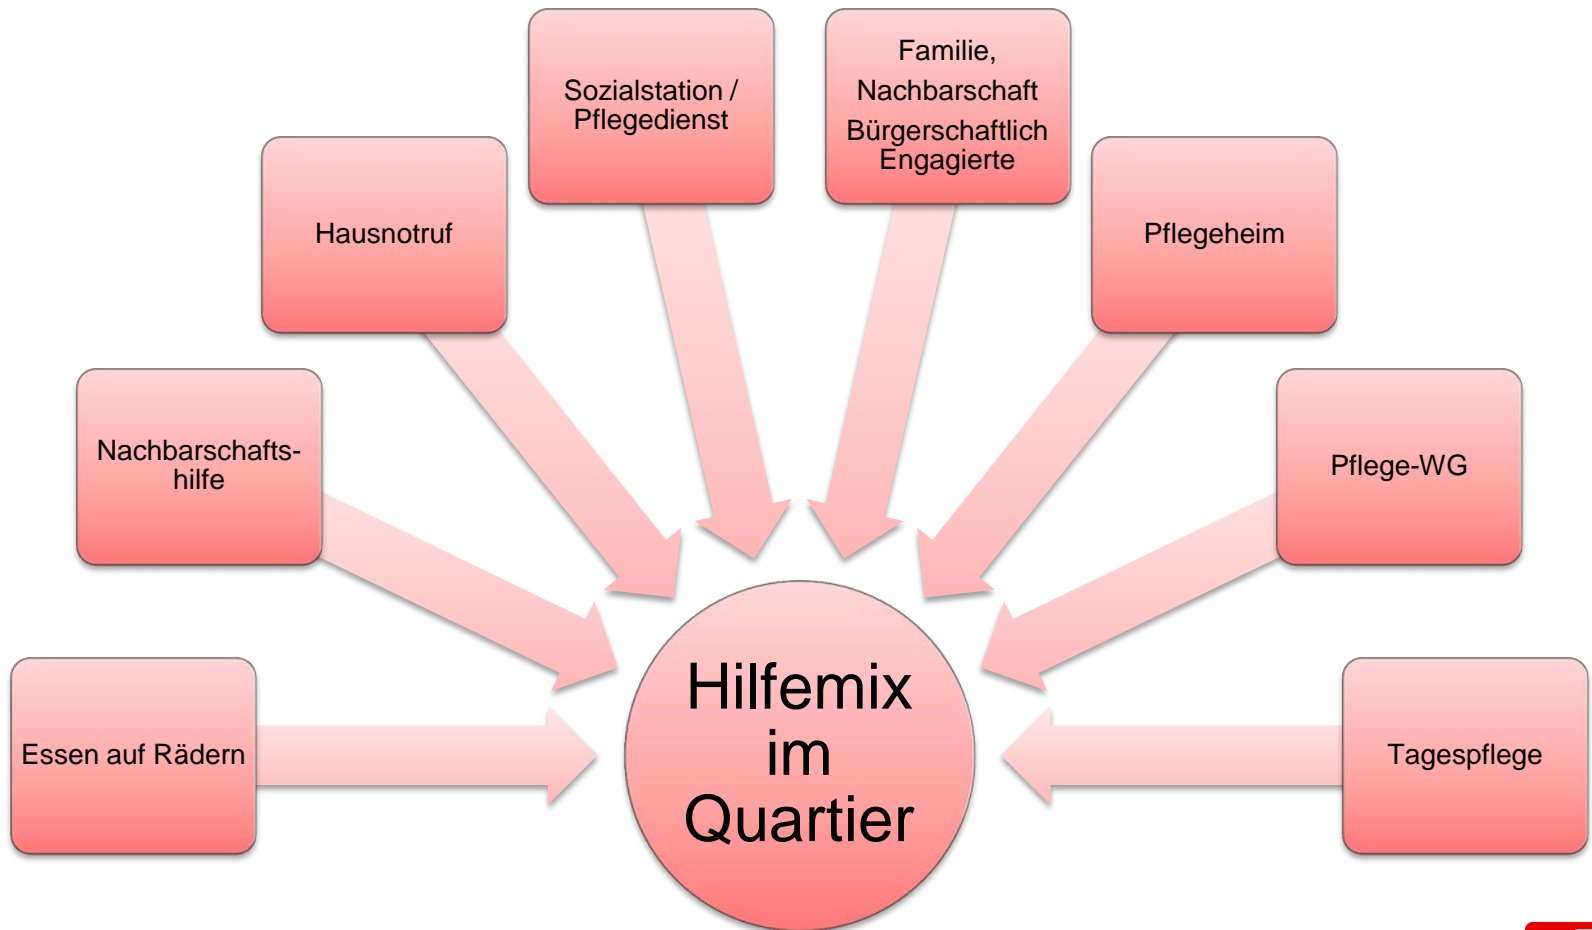 Familie,
Nachbarschaft
Bürgerschaftlich
Engagierte
Sozialstation /
Pflegedienst
Hausnotruf
Pflegeheim
Nachbarschafts-
hilfe
Pflege-WG
Essen auf Rädern
Hilfemix
im
Quartier
Tagespflege